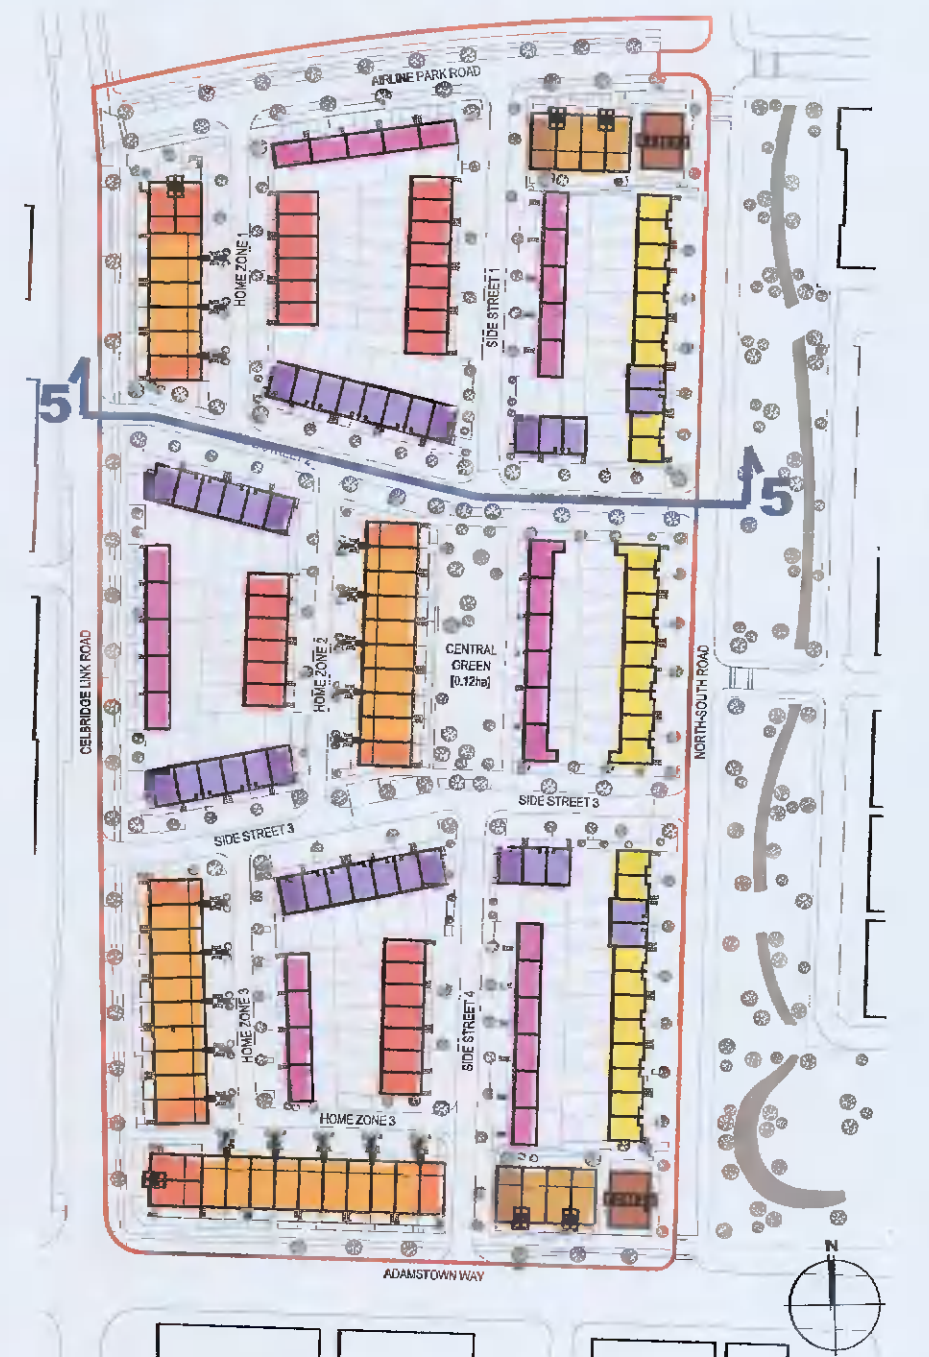 AIRLINE PARK ROAD
HOME ZONE 1
SIDE STREET 1
5
5
CELBRIDGE LINK ROAD
HOME ZONE 2
CENTRAL
GREEN
[0.12ha]
NORTH-SOUTH ROAD
SIDE STREET 3
SIDE STREET 3
HOME ZONE 3
SIDE STREET 4
HOME ZONE 3
ADAMSTOWN WAY
N